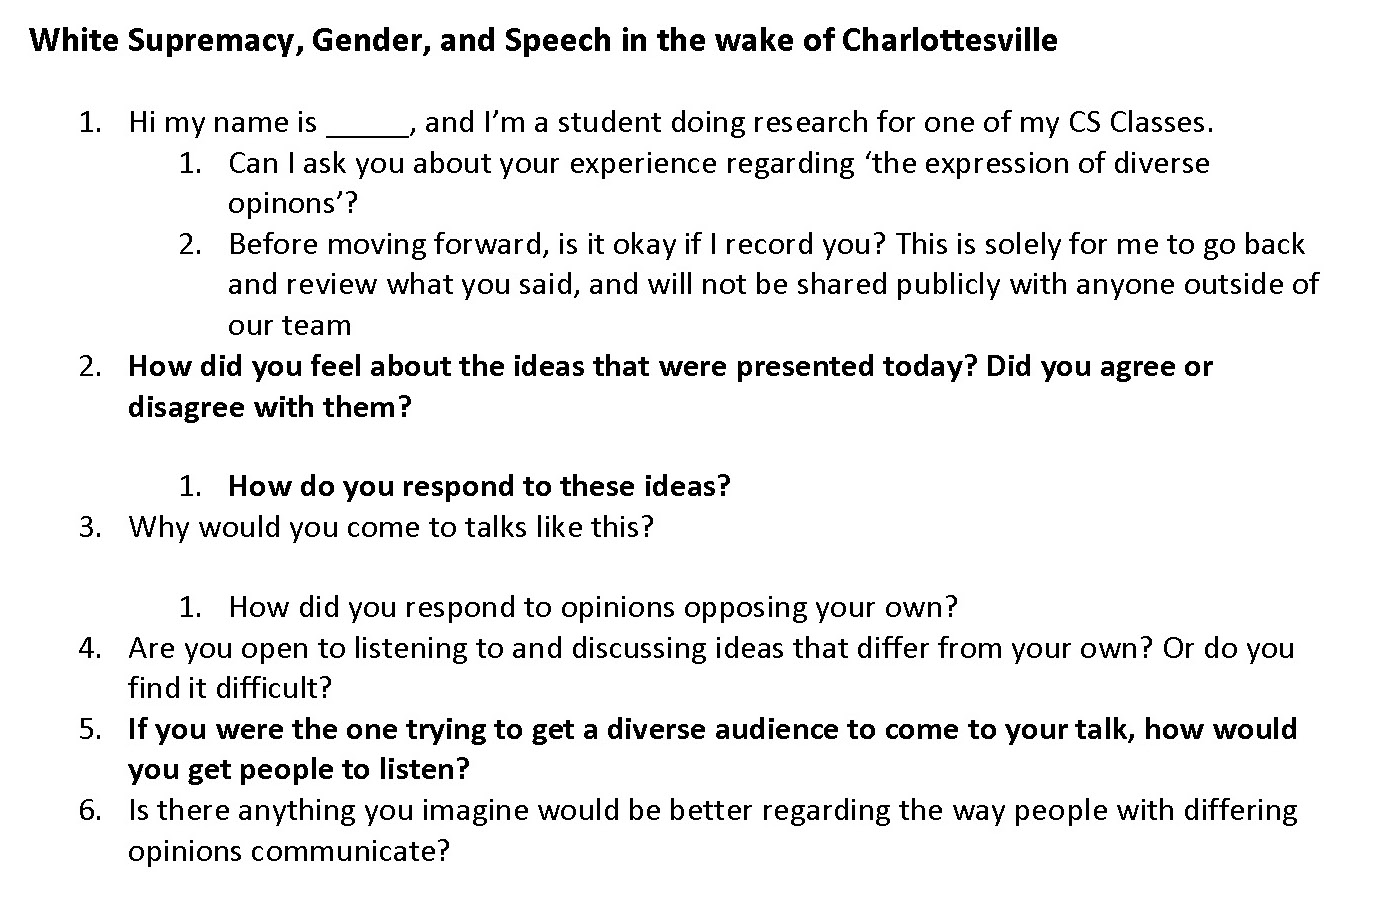 White Supremacy, Gender, and Speech in the wake of Charlottesville
1. Hi my name is _____, and I’m a student doing research for one of my CS Classes.
1. Can I ask you about your experience regarding ‘the expression of diverse
opinons’?
2. Before moving forward, is it okay if I record you? This is solely for me to go back
and review what you said, and will not be shared publicly with anyone outside of
our team
2. How did you feel about the ideas that were presented today? Did you agree or
disagree with them?
1. How do you respond to these ideas?
3. Why would you come to talks like this?
1. How did you respond to opinions opposing your own?
4. Are you open to listening to and discussing ideas that differ from your own? Or do you
find it difficult?
5. If you were the one trying to get a diverse audience to come to your talk, how would
you get people to listen?
6. Is there anything you imagine would be better regarding the way people with differing
opinions communicate?